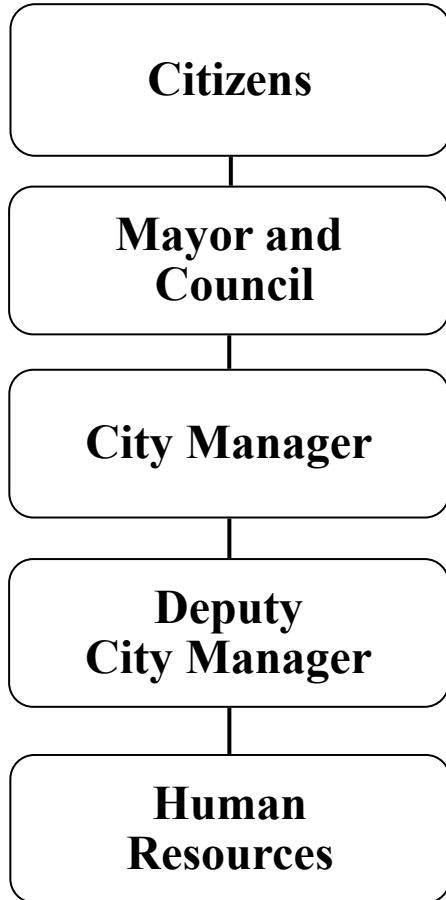 Citizens
Mayor and
Council
City Manager
Deputy
City Manager
Human
Resources